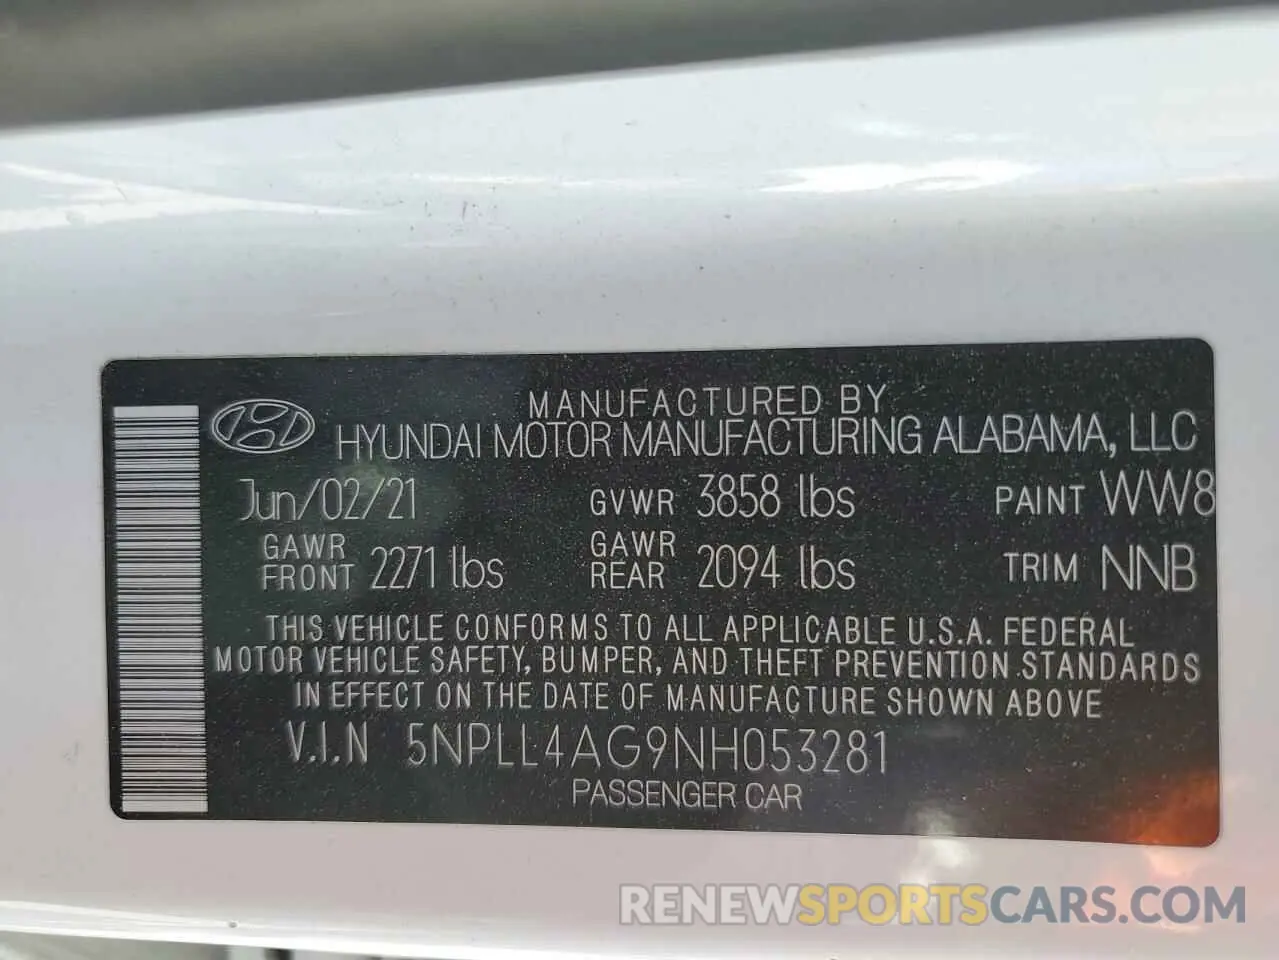 MANUFACTURED BY
HYUNDAI MOTOR MANUFACTURING ALABAMA, LLC
Jun/02/21 GVWR 3858 lbs PAINT WW8
GAWR FRONT 2271 lbs GAWR REAR 2094 lbs TRIM NNB
THIS VEHICLE CONFORMS TO ALL APPLICABLE U.S.A. FEDERAL
MOTOR VEHICLE SAFETY, BUMPER, AND THEFT PREVENTION STANDARDS
IN EFFECT ON THE DATE OF MANUFACTURE SHOWN ABOVE
V.I.N 5NPLL4AG9NH053281
PASSENGER CAR
RENEWSPORTSCARS.COM